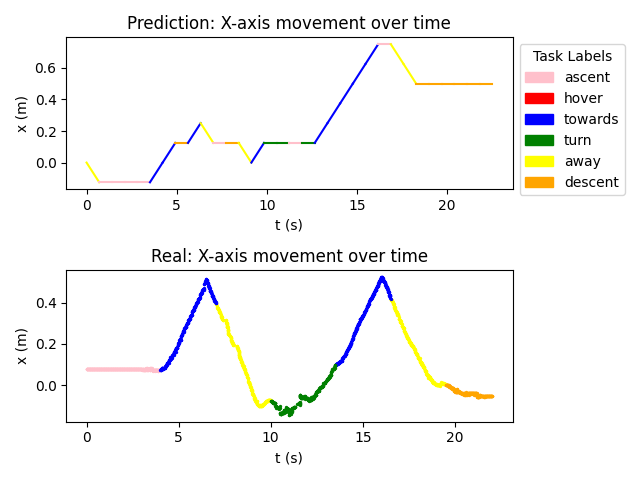 Prediction: X-axis movement over time
x (m)
0.6
0.4
0.2
0.0
0 5 10 15 20
t (s)
Task Labels
ascent
hover
towards
turn
away
descent
Real: X-axis movement over time
x (m)
0.4
0.2
0.0
0 5 10 15 20
t (s)